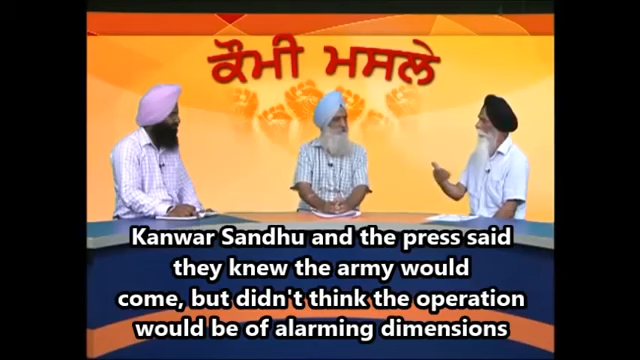 ਕੌਮੀ ਮਸਲੇ
Kanwar Sandhu and the press said
they knew the army would
come, but didn't think the operation
would be of alarming dimensions